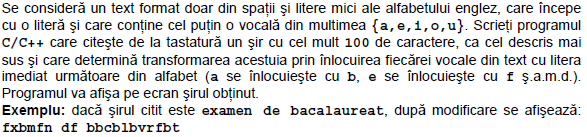 Se consideră un text format doar din spaţii şi litere mici ale alfabetului englez, care începe
cu o literă şi care conţine cel puţin o vocală din multimea {a,e,i,o,u}. Scrieţi programul
C/C++ care citeşte de la tastatură un şir cu cel mult 100 de caractere, ca cel descris mai
sus şi care determină transformarea acestuia prin înlocuirea fiecărei vocale din text cu litera
imediat următoare din alfabet (a se înlocuieşte cu b, e se înlocuieşte cu f ş.a.m.d.).
Programul va afişa pe ecran şirul obţinut.
Exemplu: dacă şirul citit este examen de bacalaureat, după modificare se afişează:
fxbmfn df bbcblbvrfbt